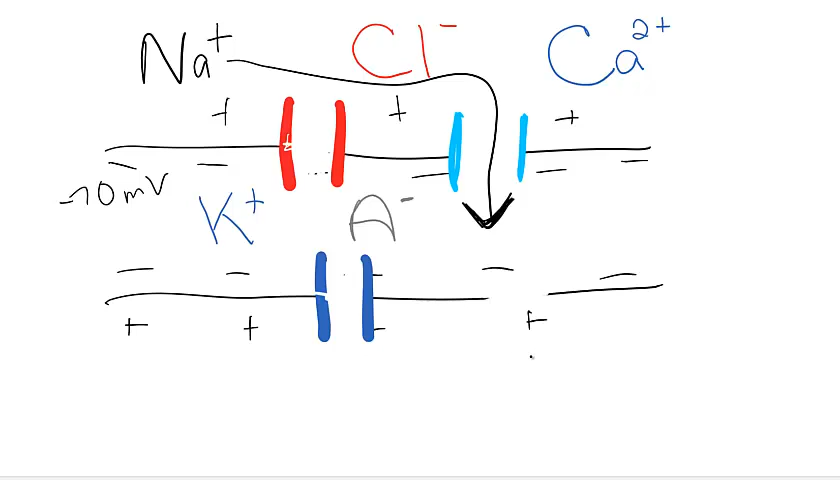 Na+ Cl- Ca2+
+ + +
- - - - -
-70mV
K+ A-
- - - -
+ + +